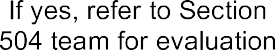 If yes, refer to Section
504 team for evaluation